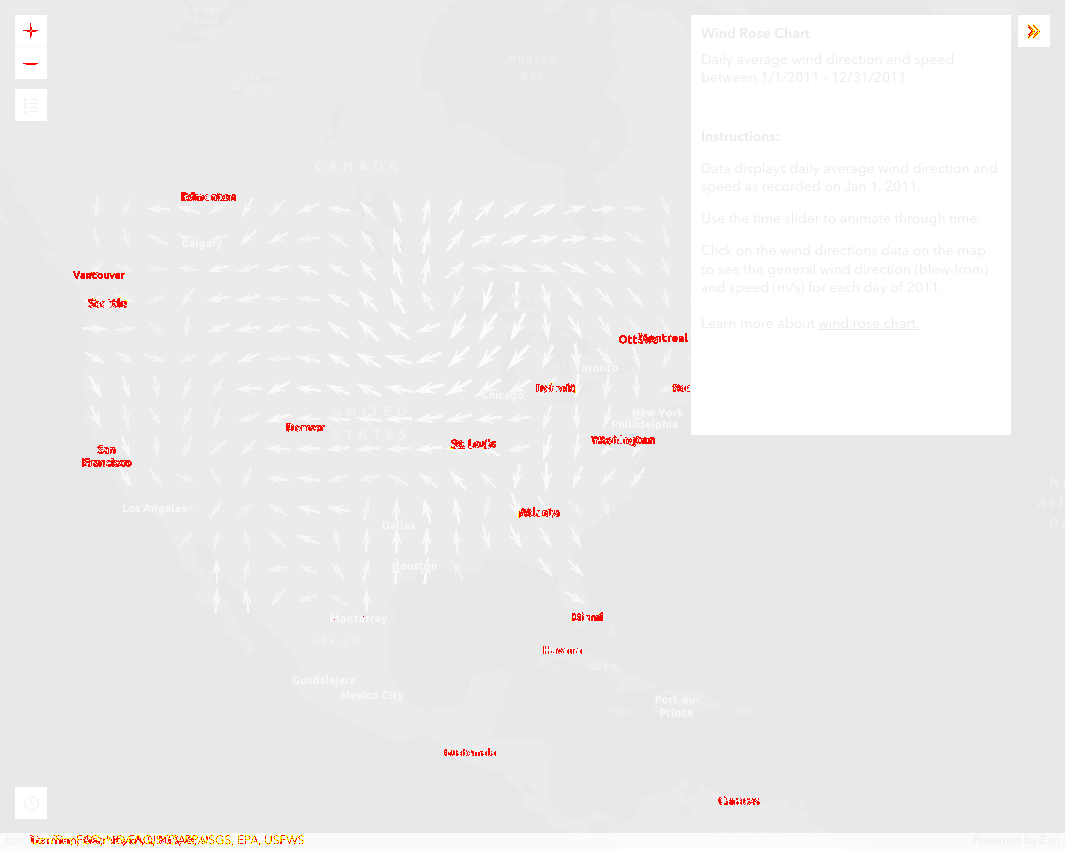 Wind Rose Chart
Daily average wind direction and speed
between 1/1/2011 - 12/31/2011
Instructions:
Data displays daily average wind direction and
speed as recorded on Jan 1, 2011.
Use the time slider to animate through time.
Click on the wind directions data on the map
to see the general wind direction (blew-from)
and speed (m/s) for each day of 2011.
Learn more about wind rose chart.
Hudson
Bay
CANADA
Calgary
Vancouver
Seattle
Ottawa
Montreal
Toronto
Detroit
Chicago
New York
Philadelphia
UNITED
STATES
Denver
St. Louis
Washington
San
Francisco
Los Angeles
Dallas
Atlanta
Houston
Monterrey
Miami
MÉXICO
Havana
CUBA
Guadalajara
Mexico City
Port-au-
Prince
Guatemala
Caracas
USGS, EPA, USFWS
Powered by Esri